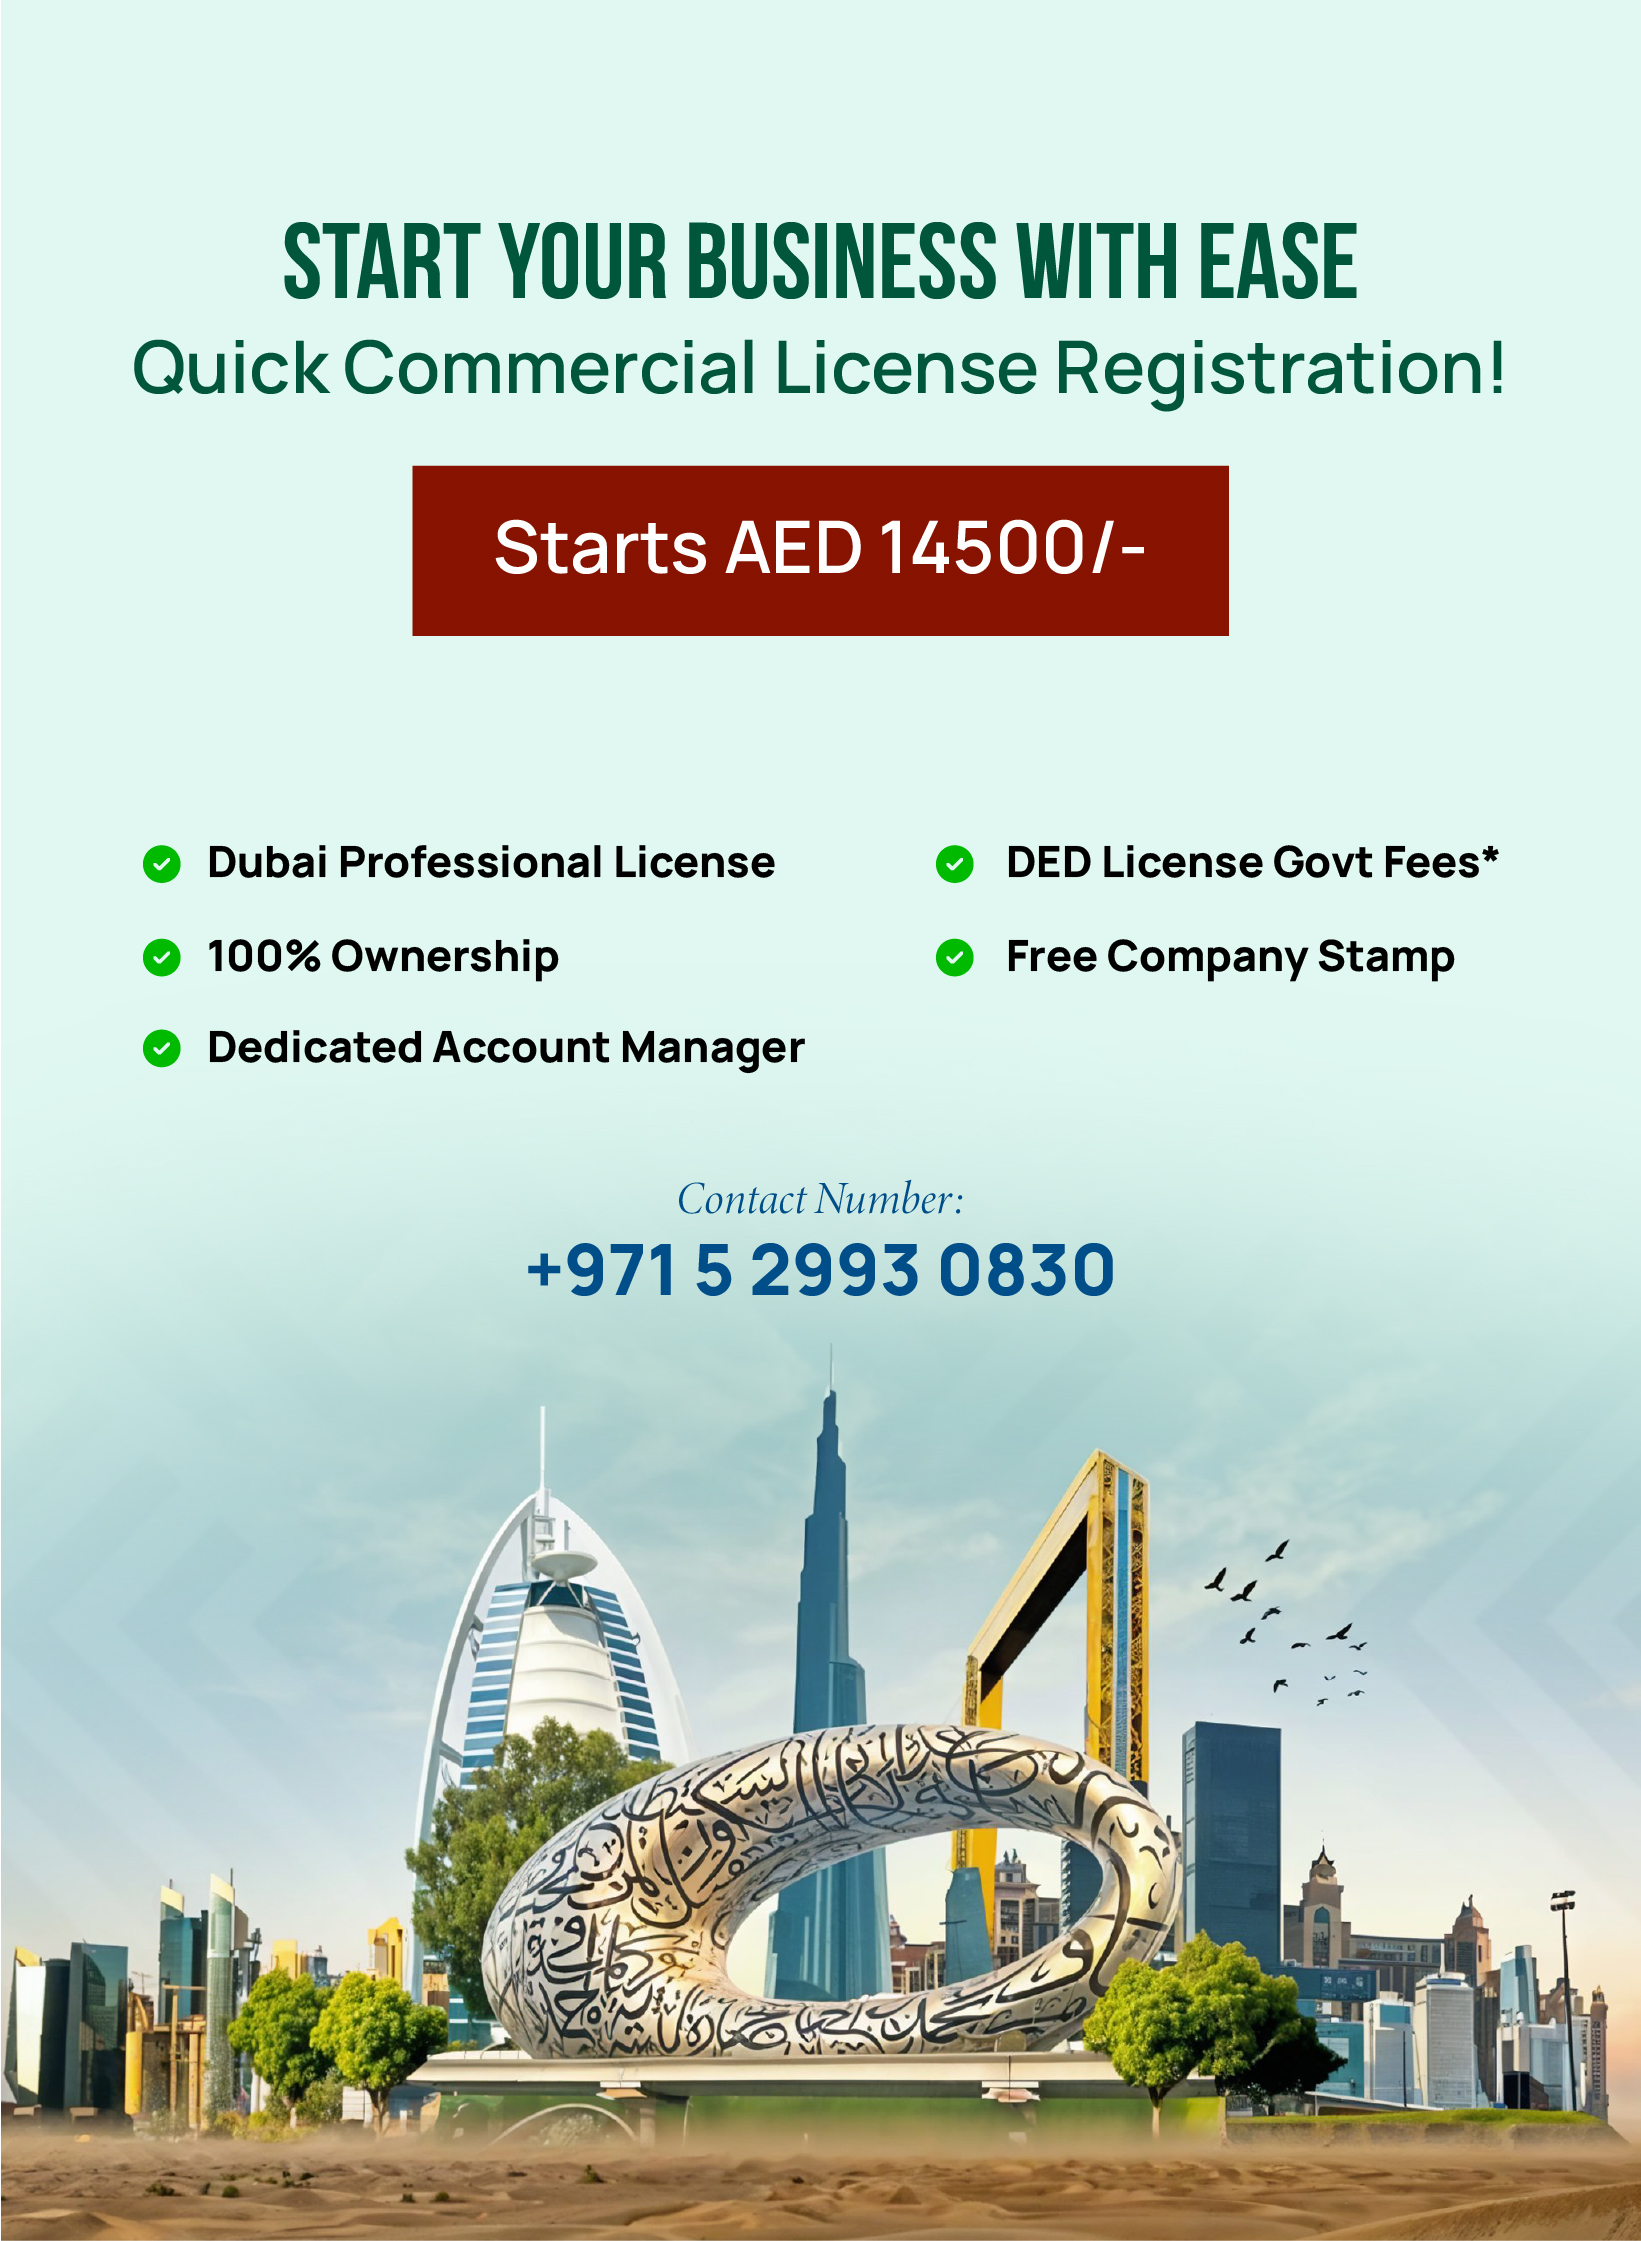 START YOUR BUSINESS WITH EASE
Quick Commercial License Registration!
Starts AED 14500/-
Dubai Professional License
100% Ownership
Dedicated Account Manager
DED License Govt Fees*
Free Company Stamp
Contact Number:
+971 5 2993 0830